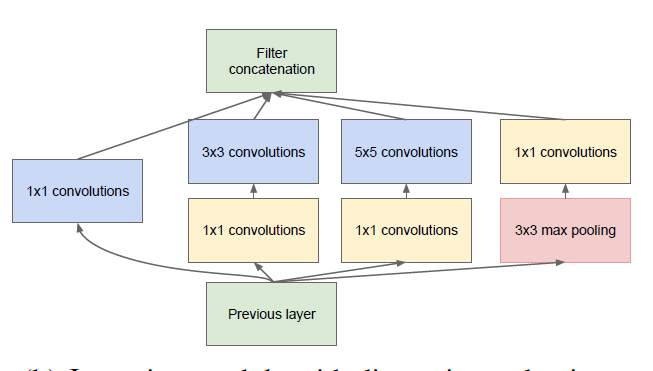 Filter
concatenation
3x3 convolutions
5x5 convolutions
1x1 convolutions
1x1 convolutions
1x1 convolutions
1x1 convolutions
3x3 max pooling
Previous layer